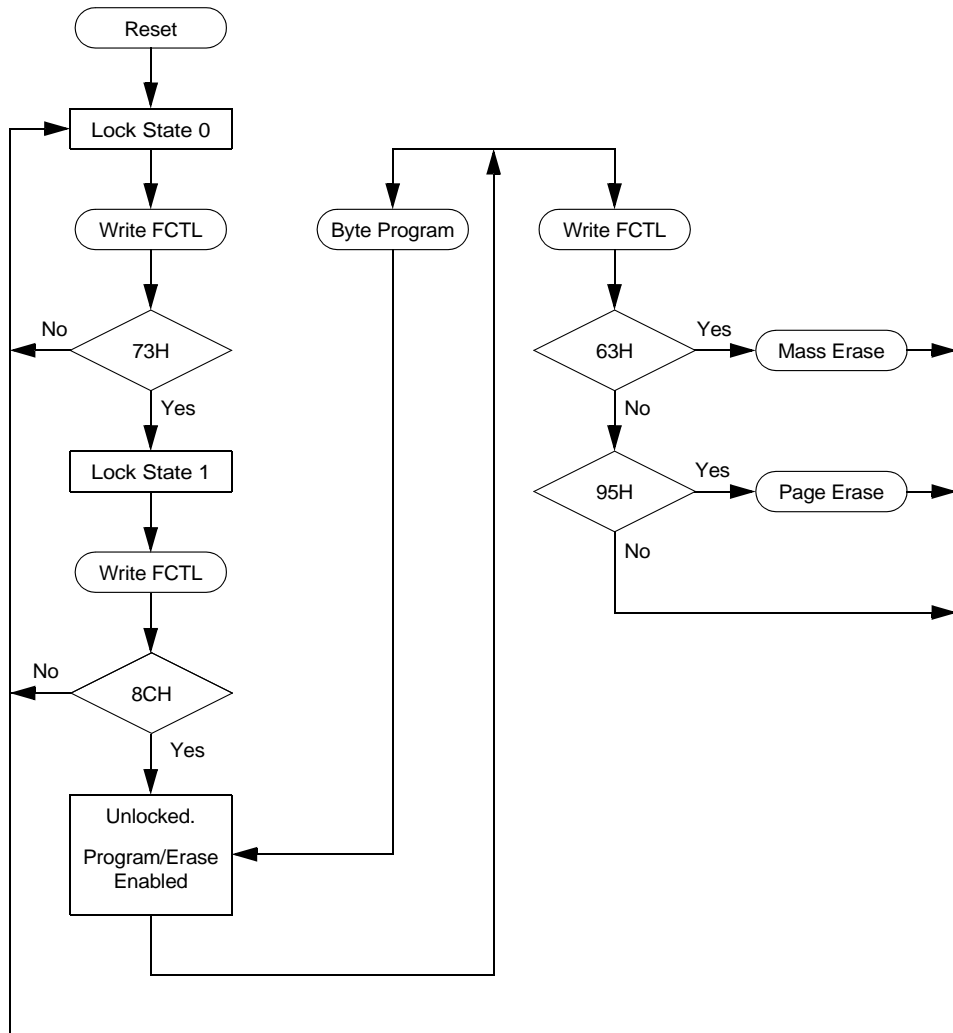 Reset
Lock State 0
Write FCTL
No
73H
Yes
Lock State 1
Write FCTL
No
8CH
Yes
Unlocked.
Program/Erase
Enabled
Byte Program
Write FCTL
63H
Yes
Mass Erase
No
95H
Yes
Page Erase
No